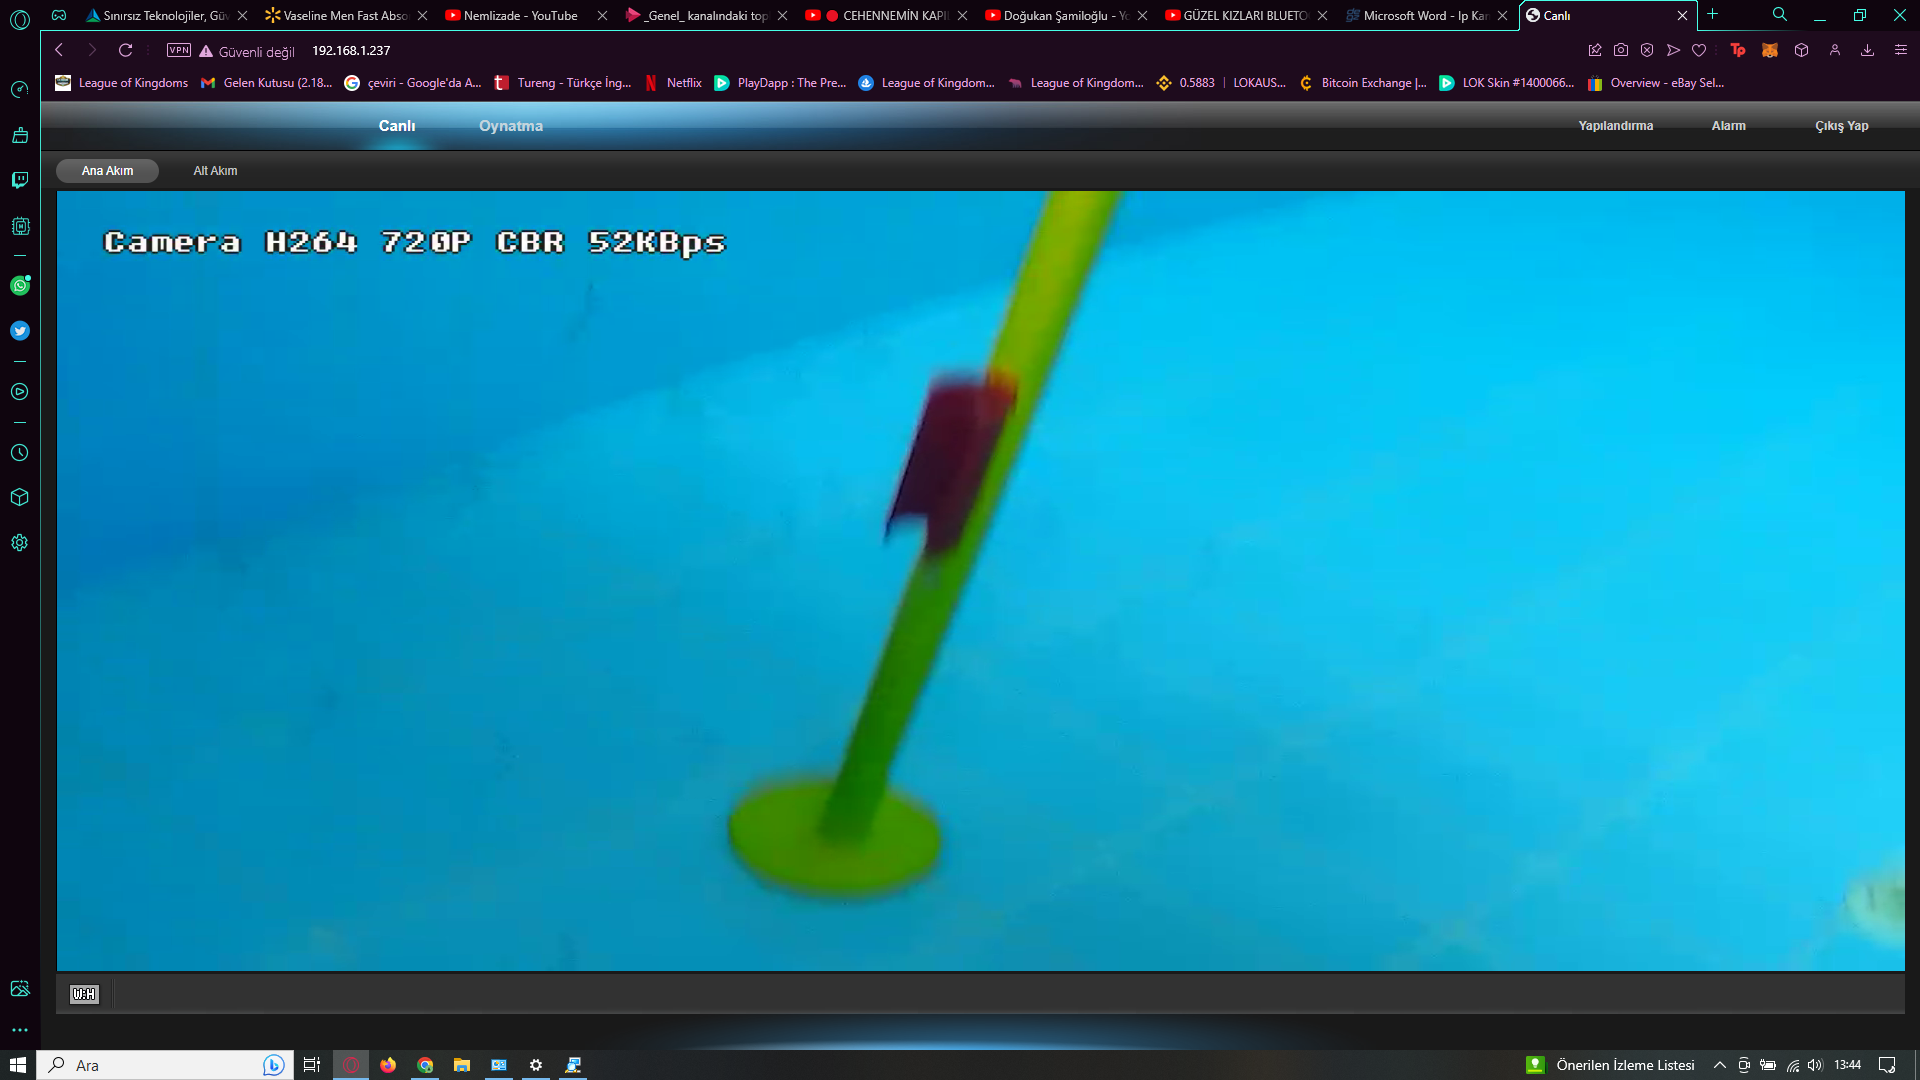 Sınırsız Teknolojiler, Güv
Vaseline Men Fast Abso
Nemlizade - YouTube
_Genel_ kanalındaki top
CEHENNEMİN KAPI
Doğukan Şamiloğlu - Yo
GÜZEL KIZLARI BLUETO
Microsoft Word - Ip Kam
Canlı
VPN
Güvenli değil
192.168.1.237
League of Kingdoms
Gelen Kutusu (2.18...
çeviri - Google'da A...
Tureng - Türkçe İng...
Netflix
PlayDapp : The Pre...
League of Kingdom...
League of Kingdom...
0.5883 | LOKAUS...
Bitcoin Exchange |...
LOK Skin #1400066...
Overview - eBay Sel...
Canlı
Oynatma
Yapılandırma
Alarm
Çıkış Yap
Ana Akım
Alt Akım
Camera H264 720P CBR 52KBps
W:H
Ara
Önerilen İzleme Listesi
13:44